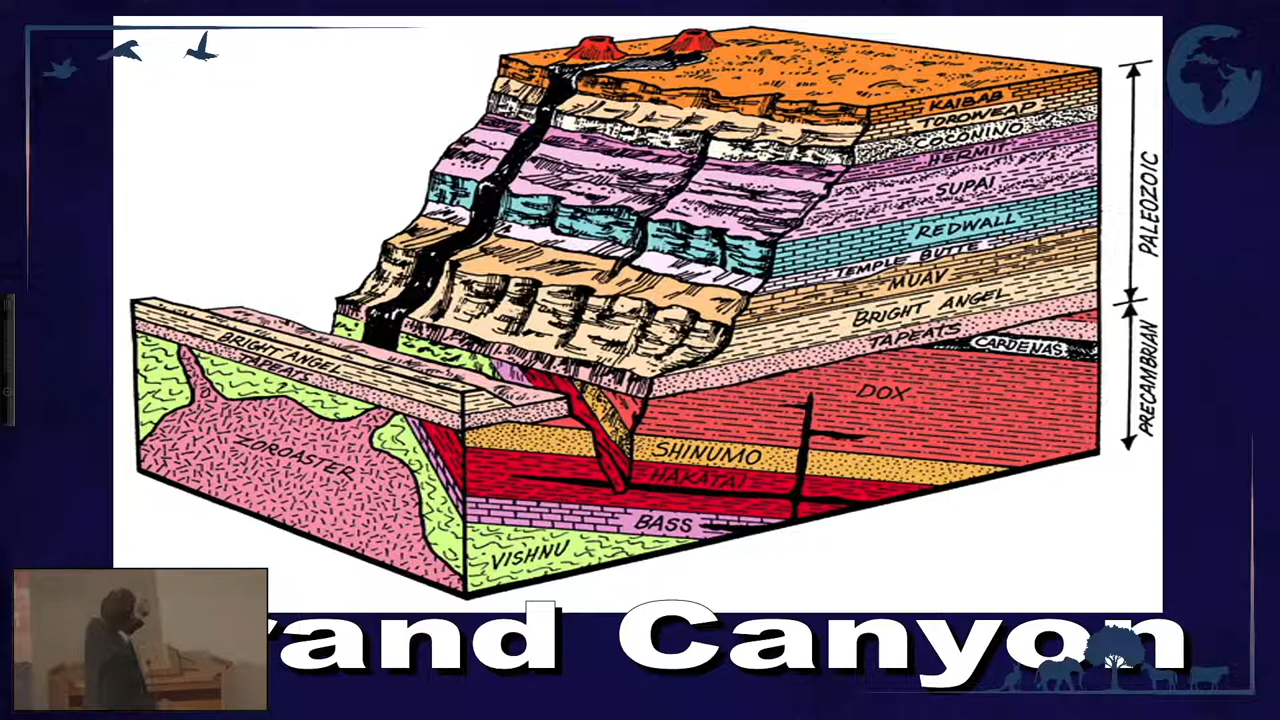 KAIBAB
TOROWEAP
COCONINO
HERMIT
SUPAI
REDWALL
TEMPLE BUTTE
MUAV
BRIGHT ANGEL
TAPEATS
CARDENAS
DOX
SHINUMO
HAKATAI
BASS
VISHNU
BRIGHT ANGEL
TAPEATS
ZOROASTER
PALEOZOIC
PRECAMBRIAN
rand Canyon